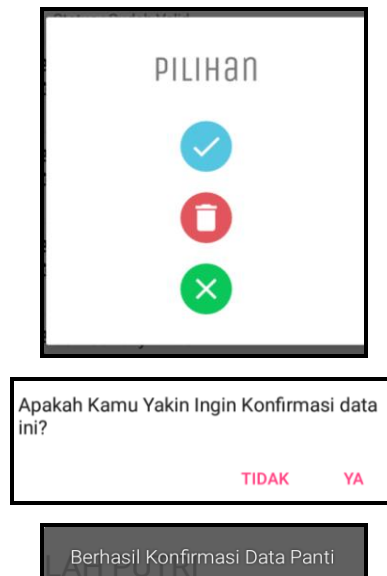 PILIHAN
Apakah Kamu Yakin Ingin Konfirmasi data
ini?
TIDAK YA
Berhasil Konfirmasi Data Panti